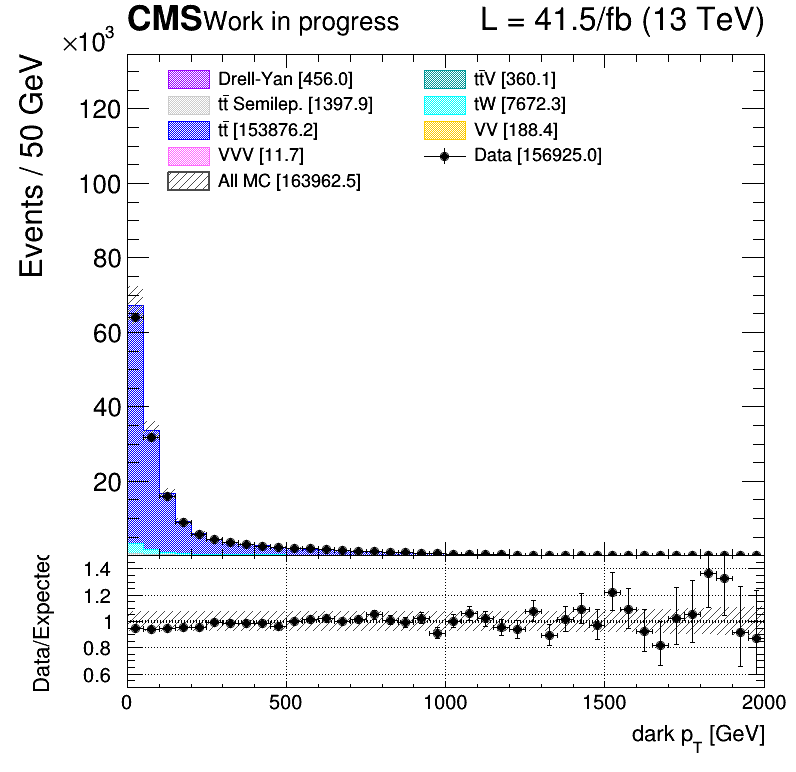 CMS Work in progress L = 41.5/fb (13 TeV)
×10³
Events / 50 GeV
Drell-Yan [456.0]
tt̄ Semilep. [1397.9]
tt̄ [153876.2]
VVV [11.7]
All MC [163962.5]
tt̄V [360.1]
tW [7672.3]
VV [188.4]
Data [156925.0]
120
100
80
60
40
20
Data/Expected
1.4
1.2
1
0.8
0.6
0 500 1000 1500 2000
dark p_T [GeV]